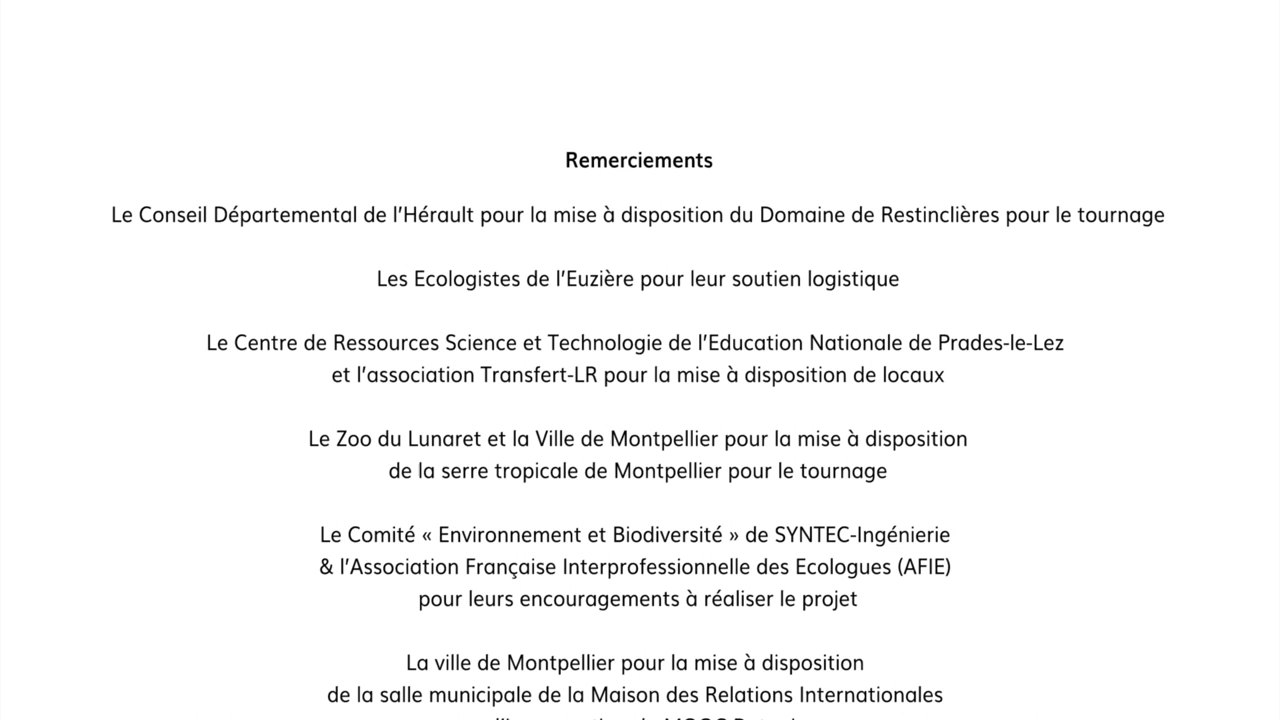 Remerciements
Le Conseil Départemental de l'Hérault pour la mise à disposition du Domaine de Restinclières pour le tournage
Les Ecologistes de l'Euzière pour leur soutien logistique
Le Centre de Ressources Science et Technologie de l'Education Nationale de Prades-le-Lez
et l'association Transfert-LR pour la mise à disposition de locaux
Le Zoo du Lunaret et la Ville de Montpellier pour la mise à disposition
de la serre tropicale de Montpellier pour le tournage
Le Comité « Environnement et Biodiversité » de SYNTEC-Ingénierie
& l'Association Française Interprofessionnelle des Ecologues (AFIE)
pour leurs encouragements à réaliser le projet
La ville de Montpellier pour la mise à disposition
de la salle municipale de la Maison des Relations Internationales